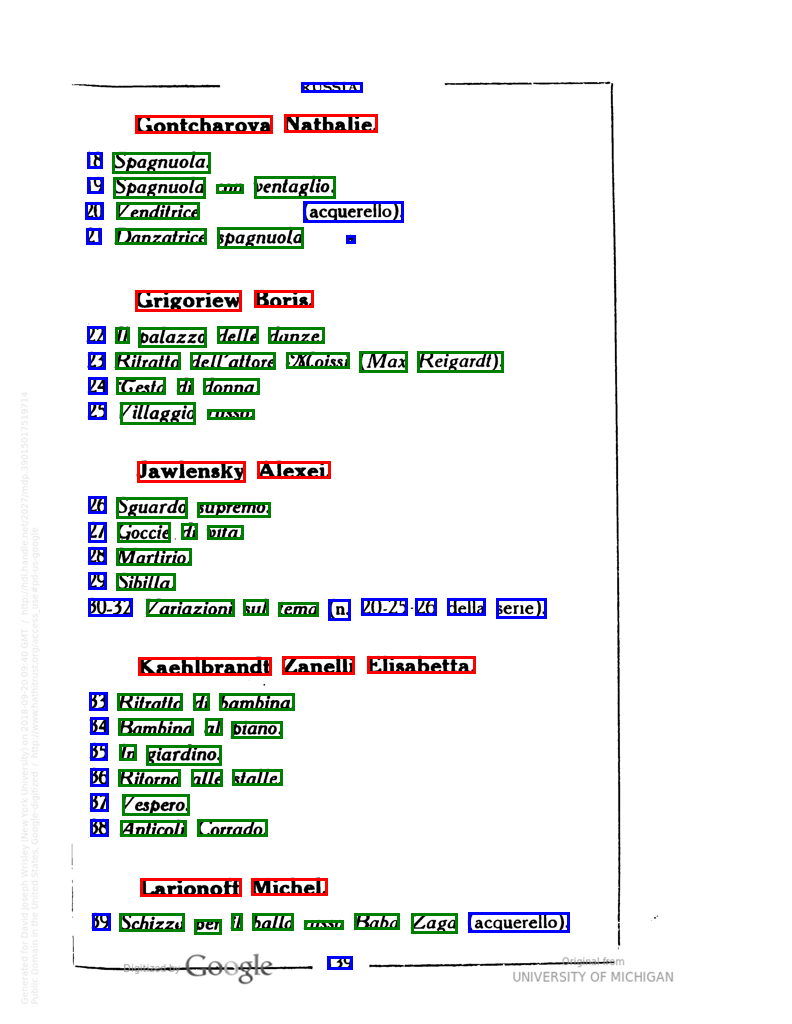 RUSSIA
Gontcharova Nathalie.
18 Spagnuola.
19 Spagnuola con ventaglio.
20 Venditrice (acquerello).
21 Danzatrice spagnuola »
Grigoriew Boris.
22 Il palazzo delle danze.
23 Ritratto dell'attore Moissi (Max Reigardt).
24 Gesto di donna
25 Villaggio russo
Jawlensky Alexei.
26 Sguardo supremo.
27 Goccie di vita.
28 Martirio.
29 Sibilla
30-32 Variazioni sul tema (n. 20-25-26 della serie).
Kaehlbrandt Zanelli Elisabetta.
33 Ritratto di bambina
34 Bambina al piano.
35 In giardino.
36 Ritorno alle stalle.
37 Vespero.
38 Anticoli Corrado.
Larionoff Michel.
39 Schizzo per il ballo russo Baba Zaga (acquerello).
139
Digitized by Google
Original from
UNIVERSITY OF MICHIGAN
Generated for David Joseph Wrisley (New York University) on 2018-09-20 09:40 GMT / http://hdl.handle.net/2027/mdp.39015017519714
Public Domain in the United States, Google-digitized / http://www.hathitrust.org/access_use#pd-us-google